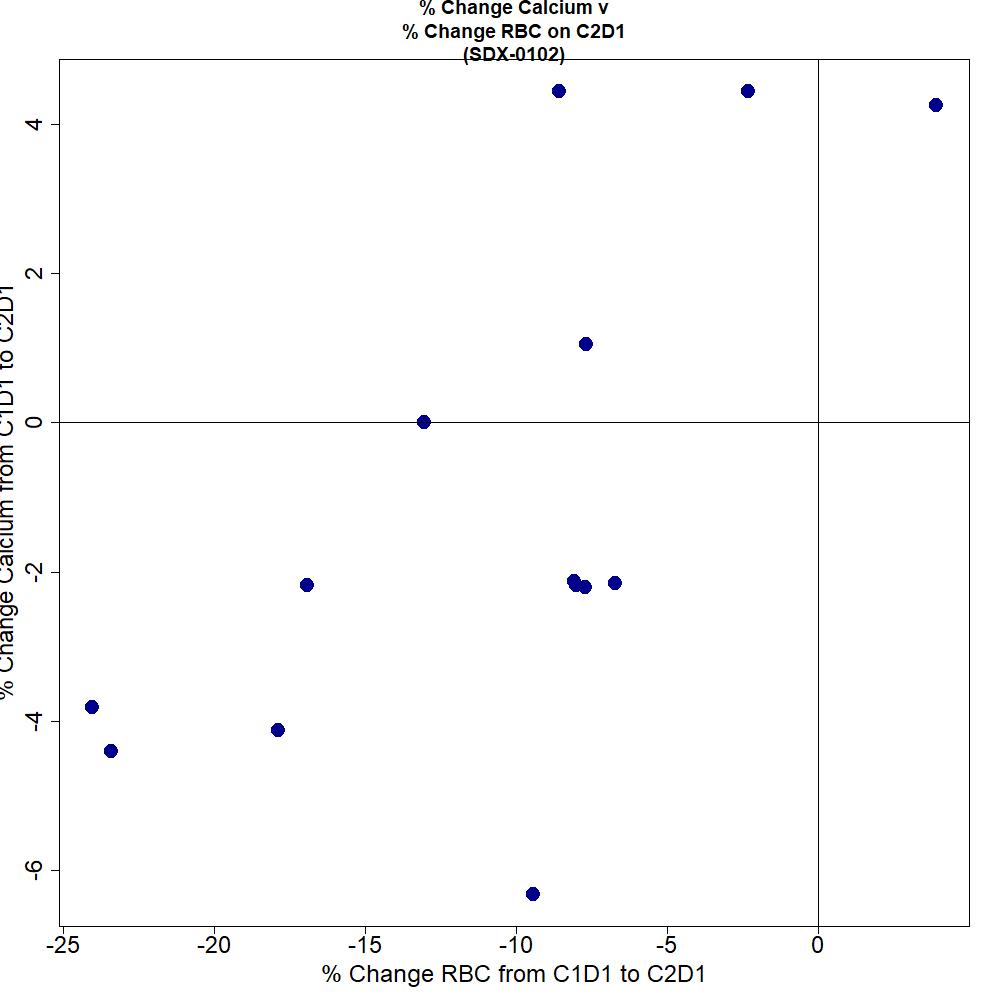 % Change Calcium v
% Change RBC on C2D1
(SDX-0102)
% Change Calcium from C1D1 to C2D1
4
2
0
-2
-4
-6
-25 -20 -15 -10 -5 0
% Change RBC from C1D1 to C2D1